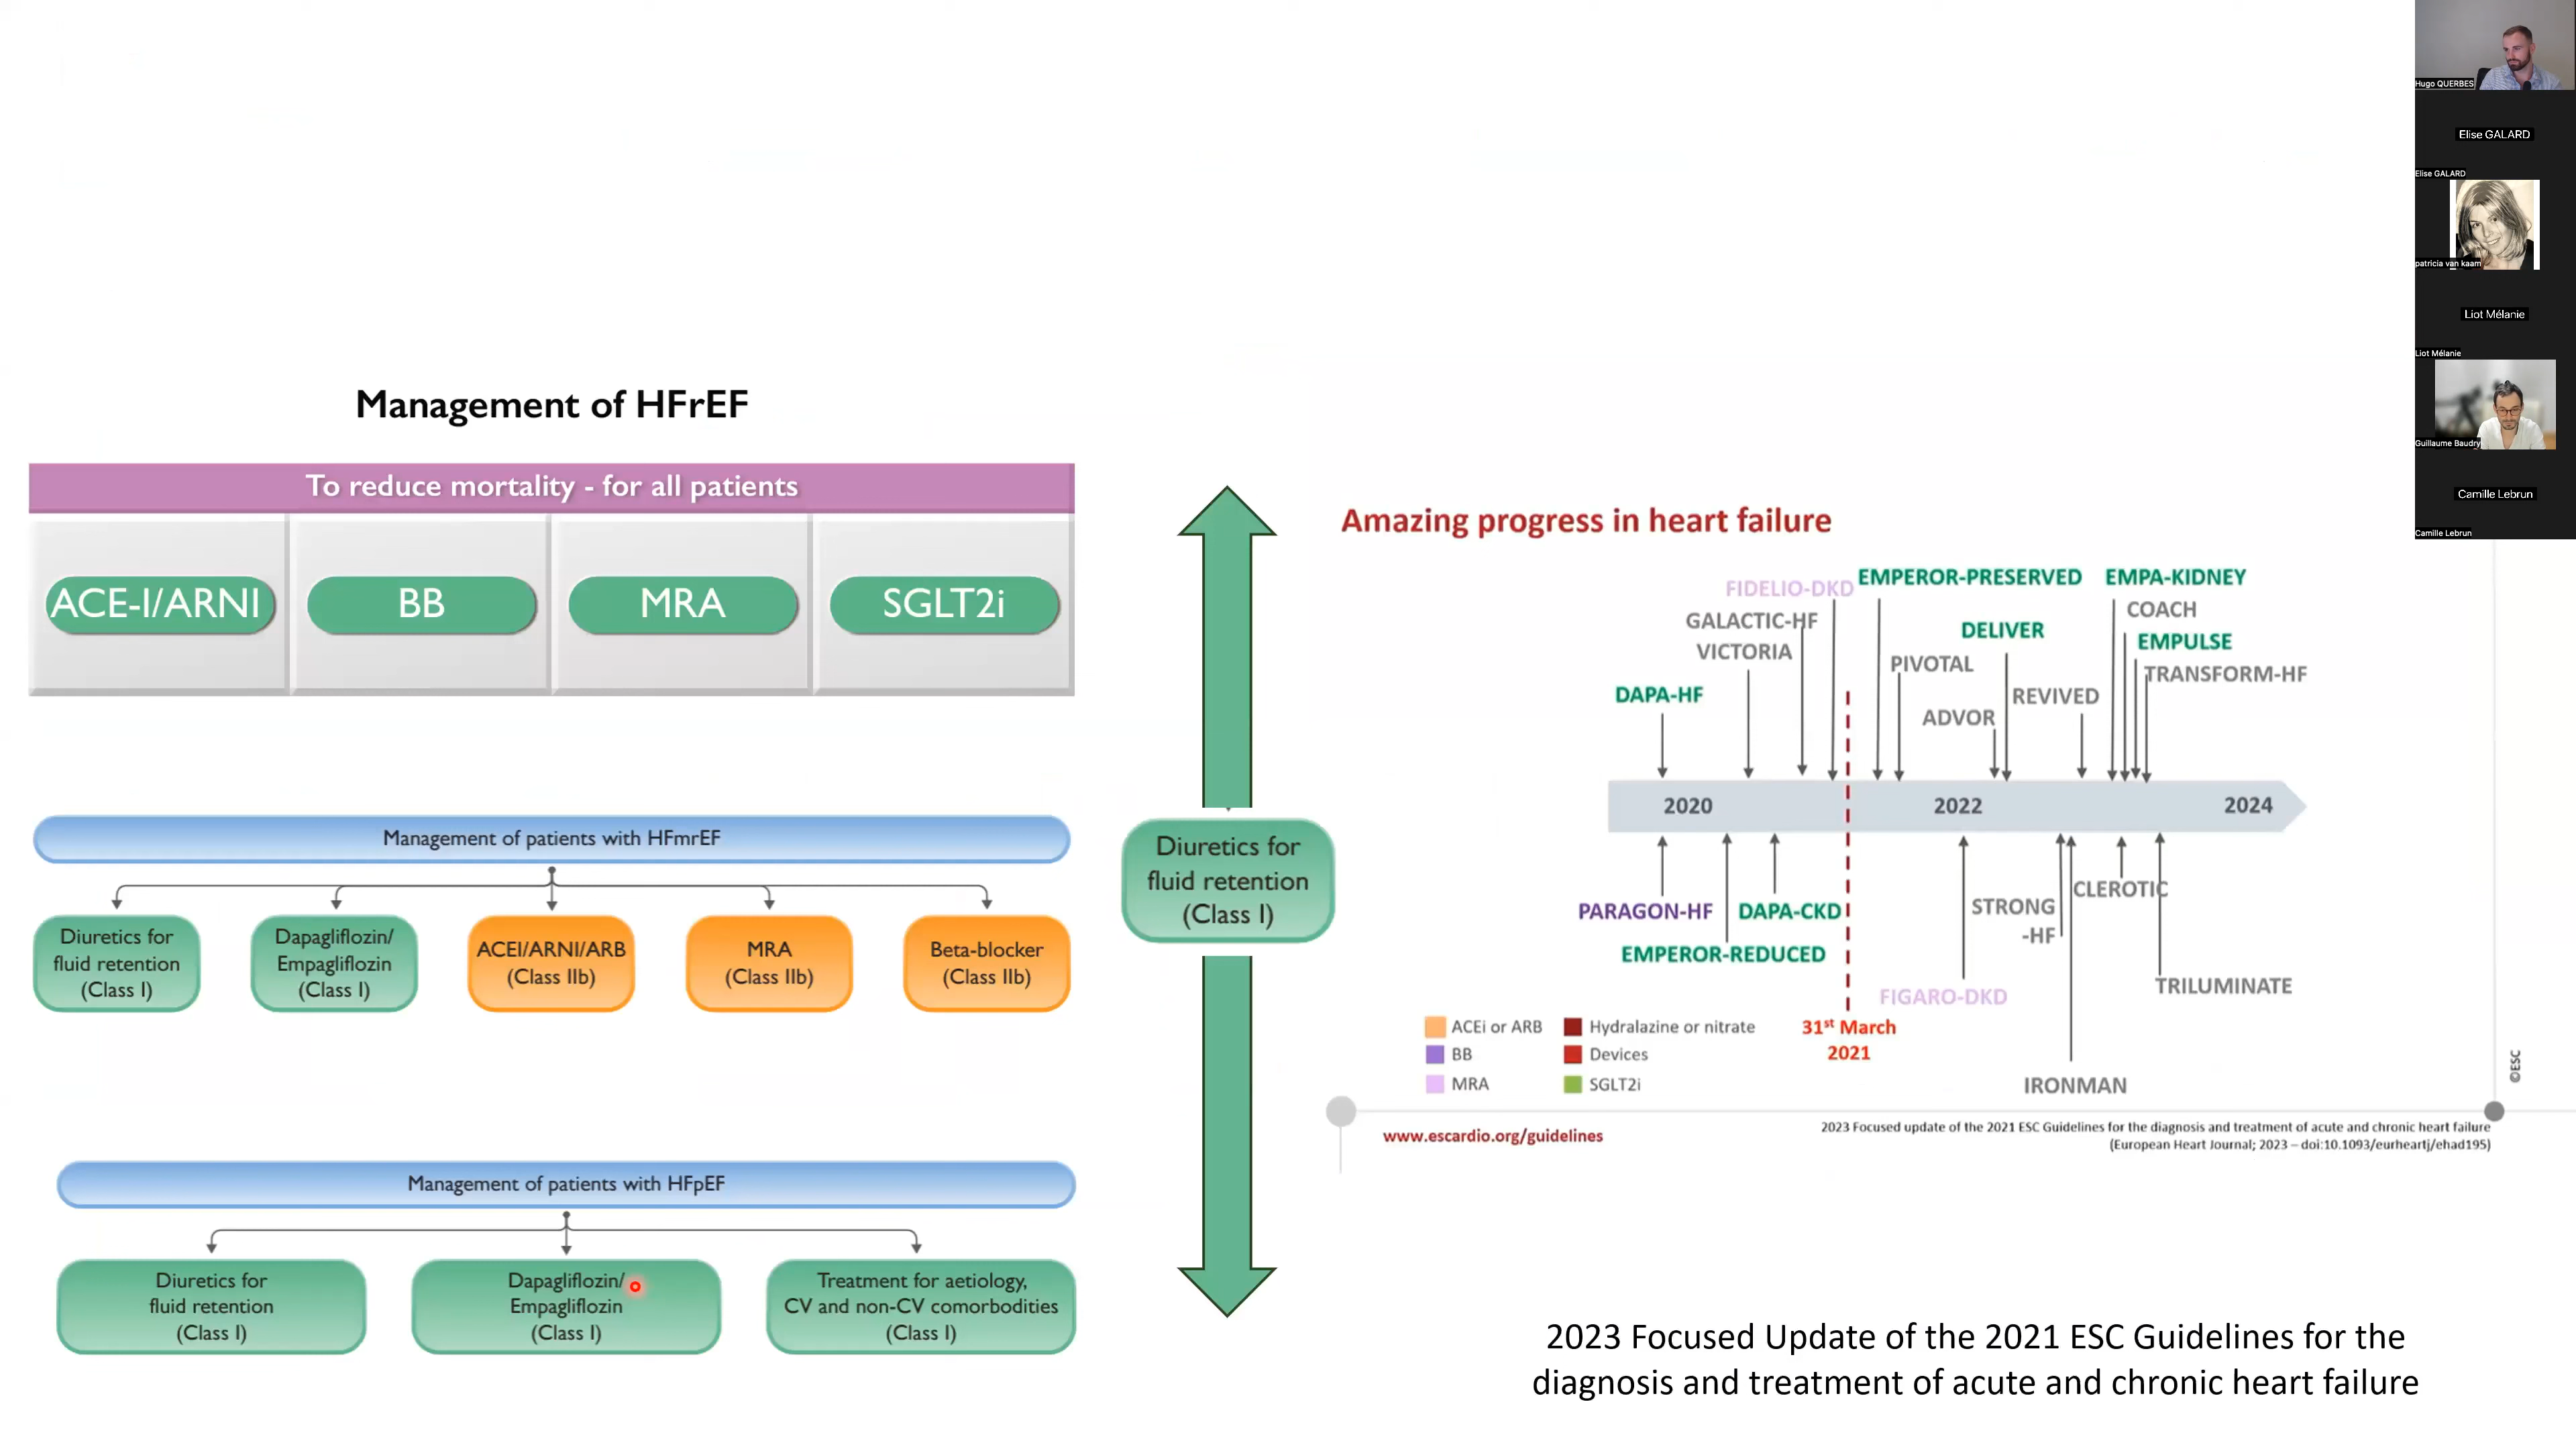 Management of HFrEF
To reduce mortality - for all patients
ACE-I/ARNI
BB
MRA
SGLT2i
Management of patients with HFmrEF
Diuretics for
fluid retention
(Class I)
Dapagliflozin/
Empagliflozin
(Class I)
ACEI/ARNI/ARB
(Class IIb)
MRA
(Class IIb)
Beta-blocker
(Class IIb)
Management of patients with HFpEF
Diuretics for
fluid retention
(Class I)
Dapagliflozin/
Empagliflozin
(Class I)
Treatment for aetiology,
CV and non-CV comorbodities
(Class I)
Diuretics for
fluid retention
(Class I)
Amazing progress in heart failure
FIDELIO-DKD
EMPEROR-PRESERVED
EMPA-KIDNEY
GALACTIC-HF
COACH
VICTORIA
DELIVER
EMPULSE
PIVOTAL
TRANSFORM-HF
DAPA-HF
REVIVED
ADVOR
2020
2022
2024
PARAGON-HF
DAPA-CKD
EMPEROR-REDUCED
STRONG
-HF
CLEROTIC
FIGARO-DKD
TRILUMINATE
IRONMAN
31st March
2021
ACEi or ARB
BB
MRA
Hydralazine or nitrate
Devices
SGLT2i
©ESC
www.escardio.org/guidelines
2023 Focused update of the 2021 ESC Guidelines for the diagnosis and treatment of acute and chronic heart failure
(European Heart Journal; 2023 – doi:10.1093/eurheartj/ehad195)
2023 Focused Update of the 2021 ESC Guidelines for the
diagnosis and treatment of acute and chronic heart failure
Hugo QUERBES
Elise GALARD
Elise GALARD
patricia van kaam
Liot Mélanie
Liot Mélanie
Guillaume Baudry
Camille Lebrun
Camille Lebrun